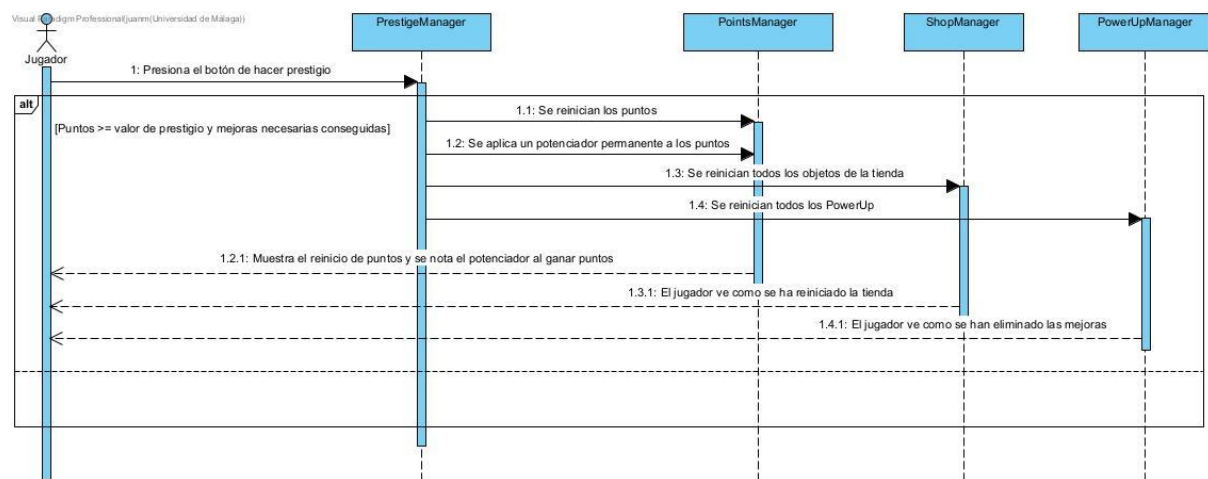 Visual Paradigm Professional(juanm(Universidad de Málaga))
Jugador
PrestigeManager
PointsManager
ShopManager
PowerUpManager
1: Presiona el botón de hacer prestigio
alt
[Puntos >= valor de prestigio y mejoras necesarias conseguidas]
1.1: Se reinician los puntos
1.2: Se aplica un potenciador permanente a los puntos
1.3: Se reinician todos los objetos de la tienda
1.4: Se reinician todos los PowerUp
1.2.1: Muestra el reinicio de puntos y se nota el potenciador al ganar puntos
1.3.1: El jugador ve como se ha reiniciado la tienda
1.4.1: El jugador ve como se han eliminado las mejoras